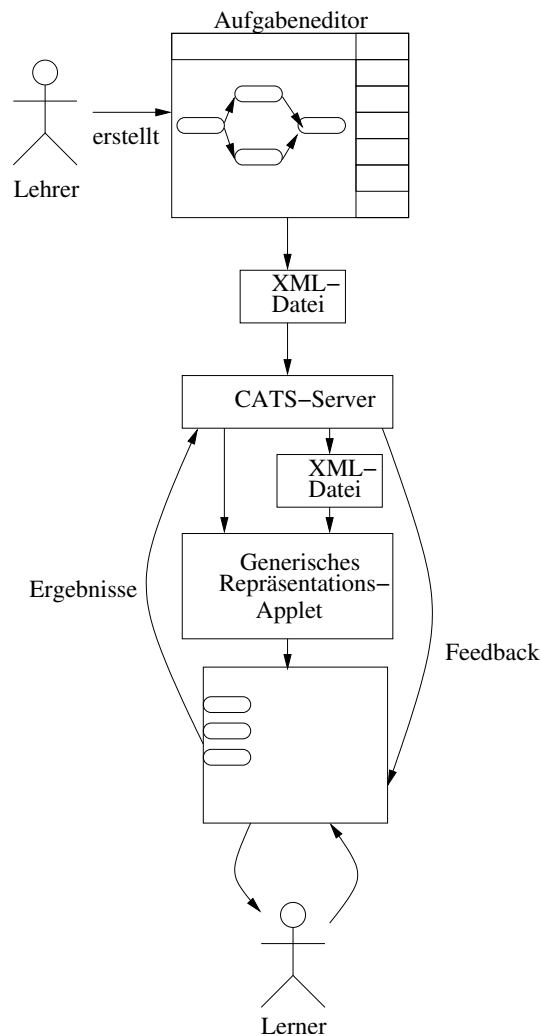 Aufgabeneditor
erstellt
Lehrer
XML–
Datei
CATS–Server
XML–
Datei
Generisches
Repräsentations–
Applet
Ergebnisse
Feedback
Lerner